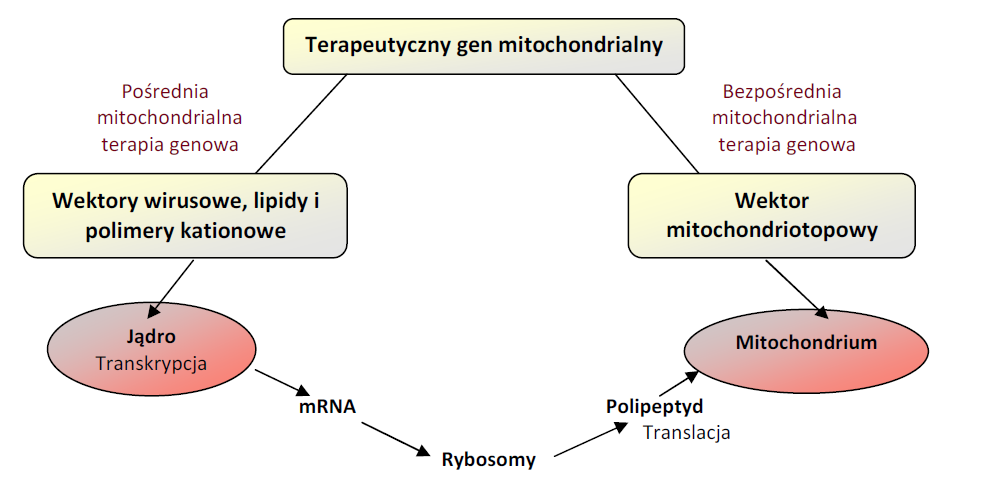 Terapeutyczny gen mitochondrialny
Pośrednia
mitochondrialna
terapia genowa
Bezpośrednia
mitochondrialna
terapia genowa
Wektory wirusowe, lipidy i
polimery kationowe
Wektor
mitochondriotopowy
Jądro
Transkrypcja
Mitochondrium
mRNA
Polipeptyd
Translacja
Rybosomy